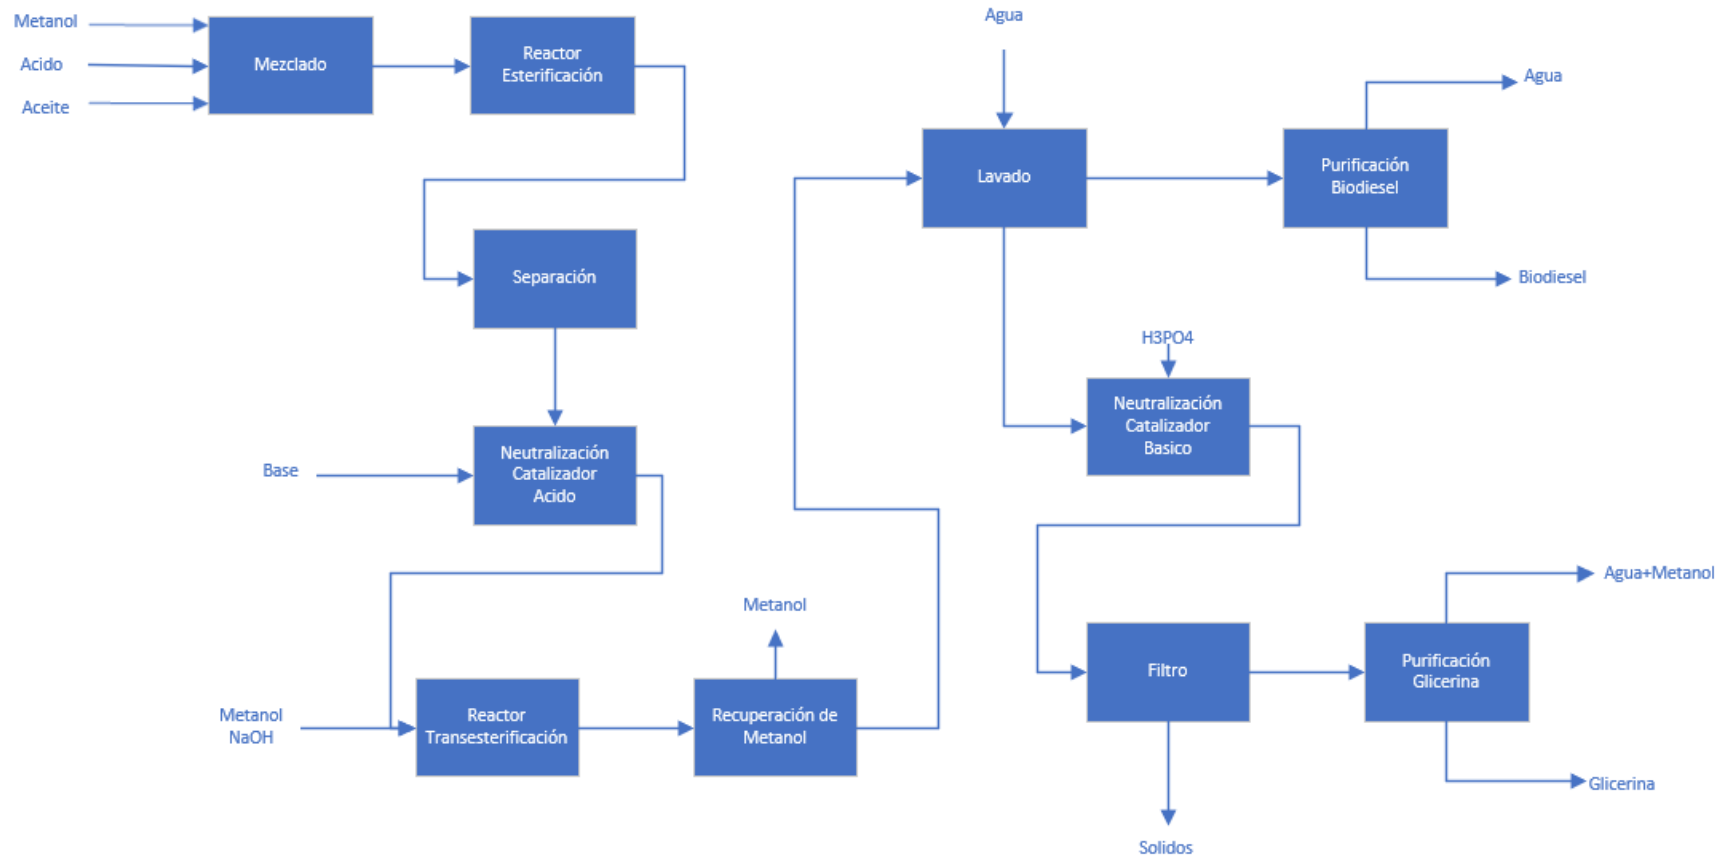 Metanol
Acido
Aceite
Mezclado
Reactor
Esterificación
Separación
Base
Neutralización
Catalizador
Acido
Metanol
NaOH
Reactor
Transesterificación
Metanol
Recuperación de
Metanol
Agua
Lavado
Purificación
Biodiesel
Agua
Biodiesel
H3PO4
Neutralización
Catalizador
Basico
Filtro
Solidos
Purificación
Glicerina
Agua+Metanol
Glicerina